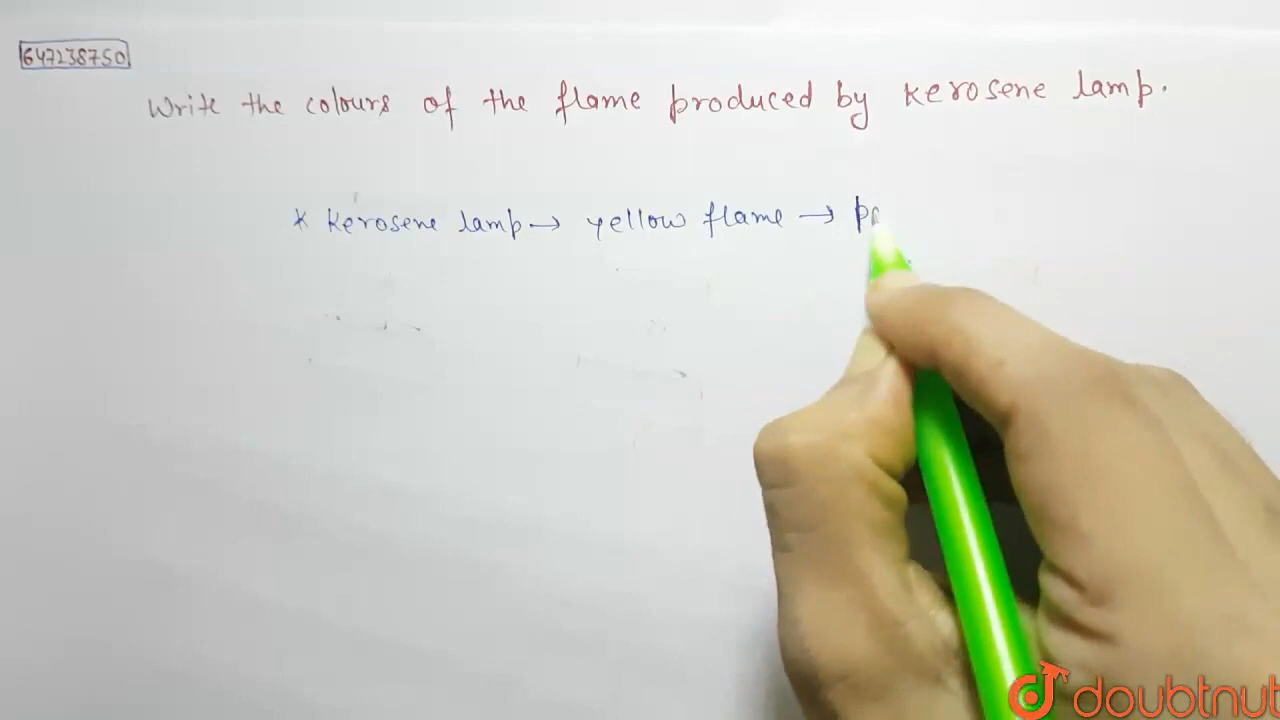 647238750
Write the colours of the flame produced by kerosene lamp.
* kerosene lamp → yellow flame →
doubtnut